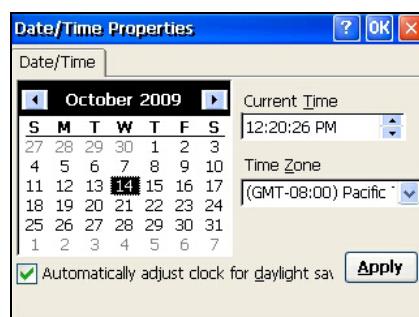 Date/Time Properties ? OK ×
Date/Time
October 2009
S M T W T F S
27 28 29 30 1 2 3
4 5 6 7 8 9 10
11 12 13 14 15 16 17
18 19 20 21 22 23 24
25 26 27 28 29 30 31
1 2 3 4 5 6 7
Current Time
12:20:26 PM
Time Zone
(GMT-08:00) Pacific
Automatically adjust clock for daylight sav
Apply